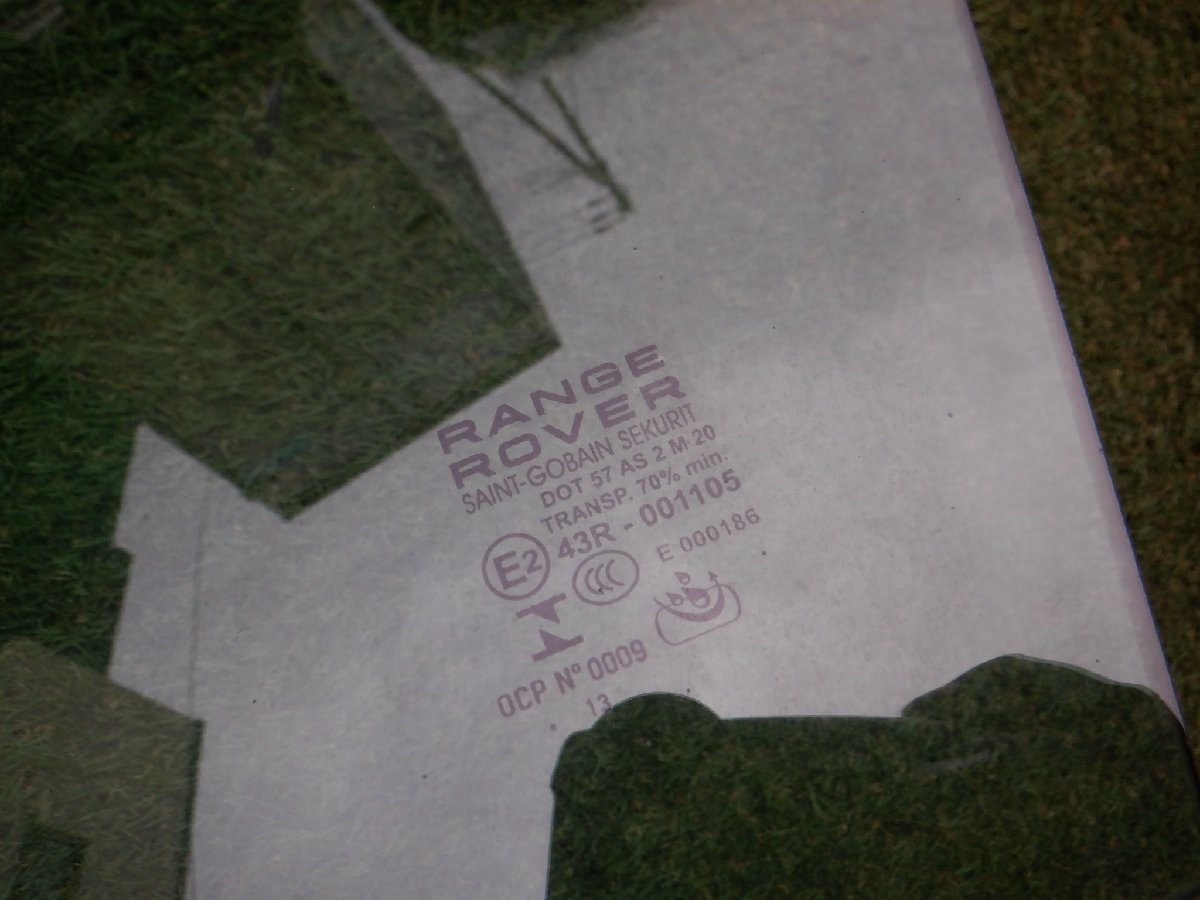 RANGE
ROVER
SAINT-GOBAIN SEKURIT
DOT 57 AS 2 M 20
TRANSP. 70% min.
E2 43R - 001105
CCC E 000186
OCP N° 0009
. 13